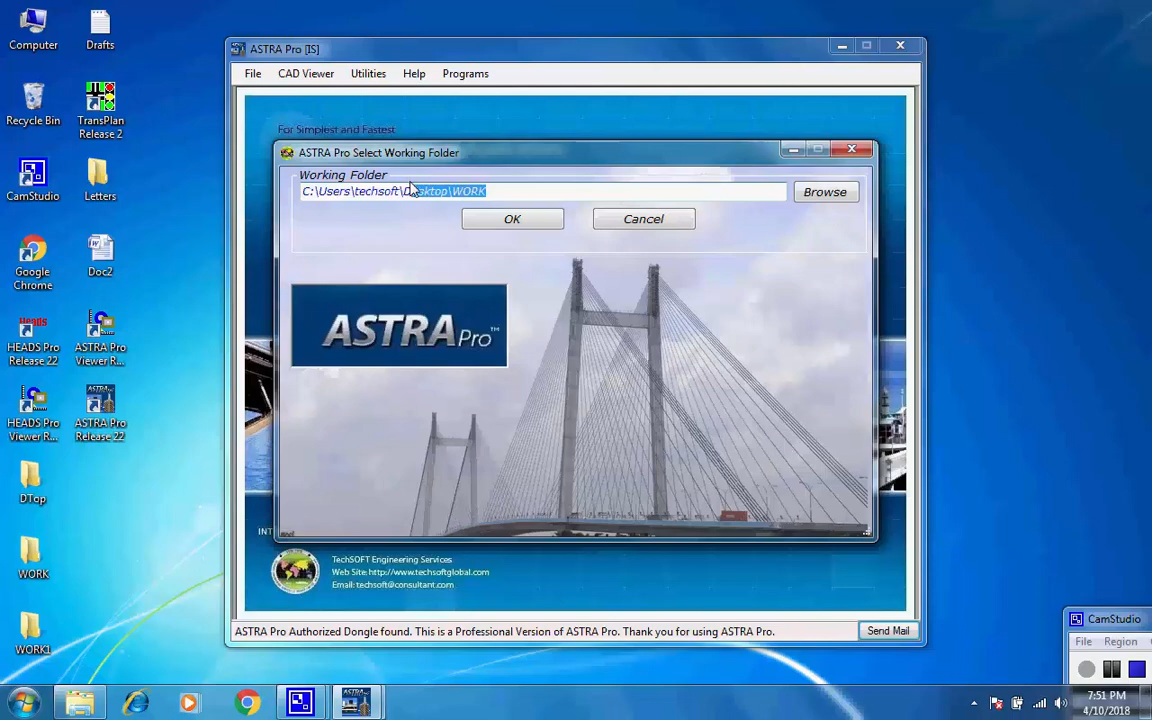 Computer
Drafts
Recycle Bin
TransPlan
Release 2
CamStudio
Letters
Google
Chrome
Doc2
HEADS Pro
Release 22
ASTRA Pro
Viewer R...
HEADS Pro
Viewer R...
ASTRA Pro
Release 22
DTop
WORK
WORK1
ASTRA Pro [IS]
File CAD Viewer Utilities Help Programs
For Simplest and Fastest
ASTRA Pro Select Working Folder
Working Folder
C:\Users\techsoft\Desktop\WORK
Browse
OK Cancel
ASTRA Pro™
TechSOFT Engineering Services
Web Site: http://www.techsoftglobal.com
Email: techsoft@consultant.com
ASTRA Pro Authorized Dongle found. This is a Professional Version of ASTRA Pro. Thank you for using ASTRA Pro.
Send Mail
CamStudio
File Region
7:51 PM
4/10/2018